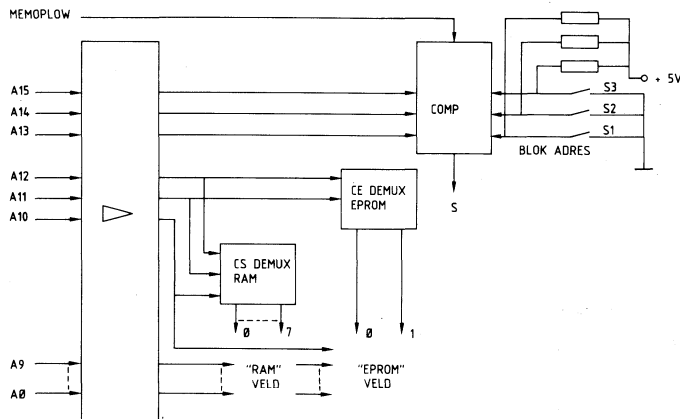 MEMOPLOW
A15
A14
A13
COMP
+ 5V
S3
S2
S1
BLOK ADRES
S
A12
A11
A10
CE DEMUX
EPROM
CS DEMUX
RAM
Ø 7
Ø 1
A9
AØ
"RAM"
VELD
"EPROM"
VELD